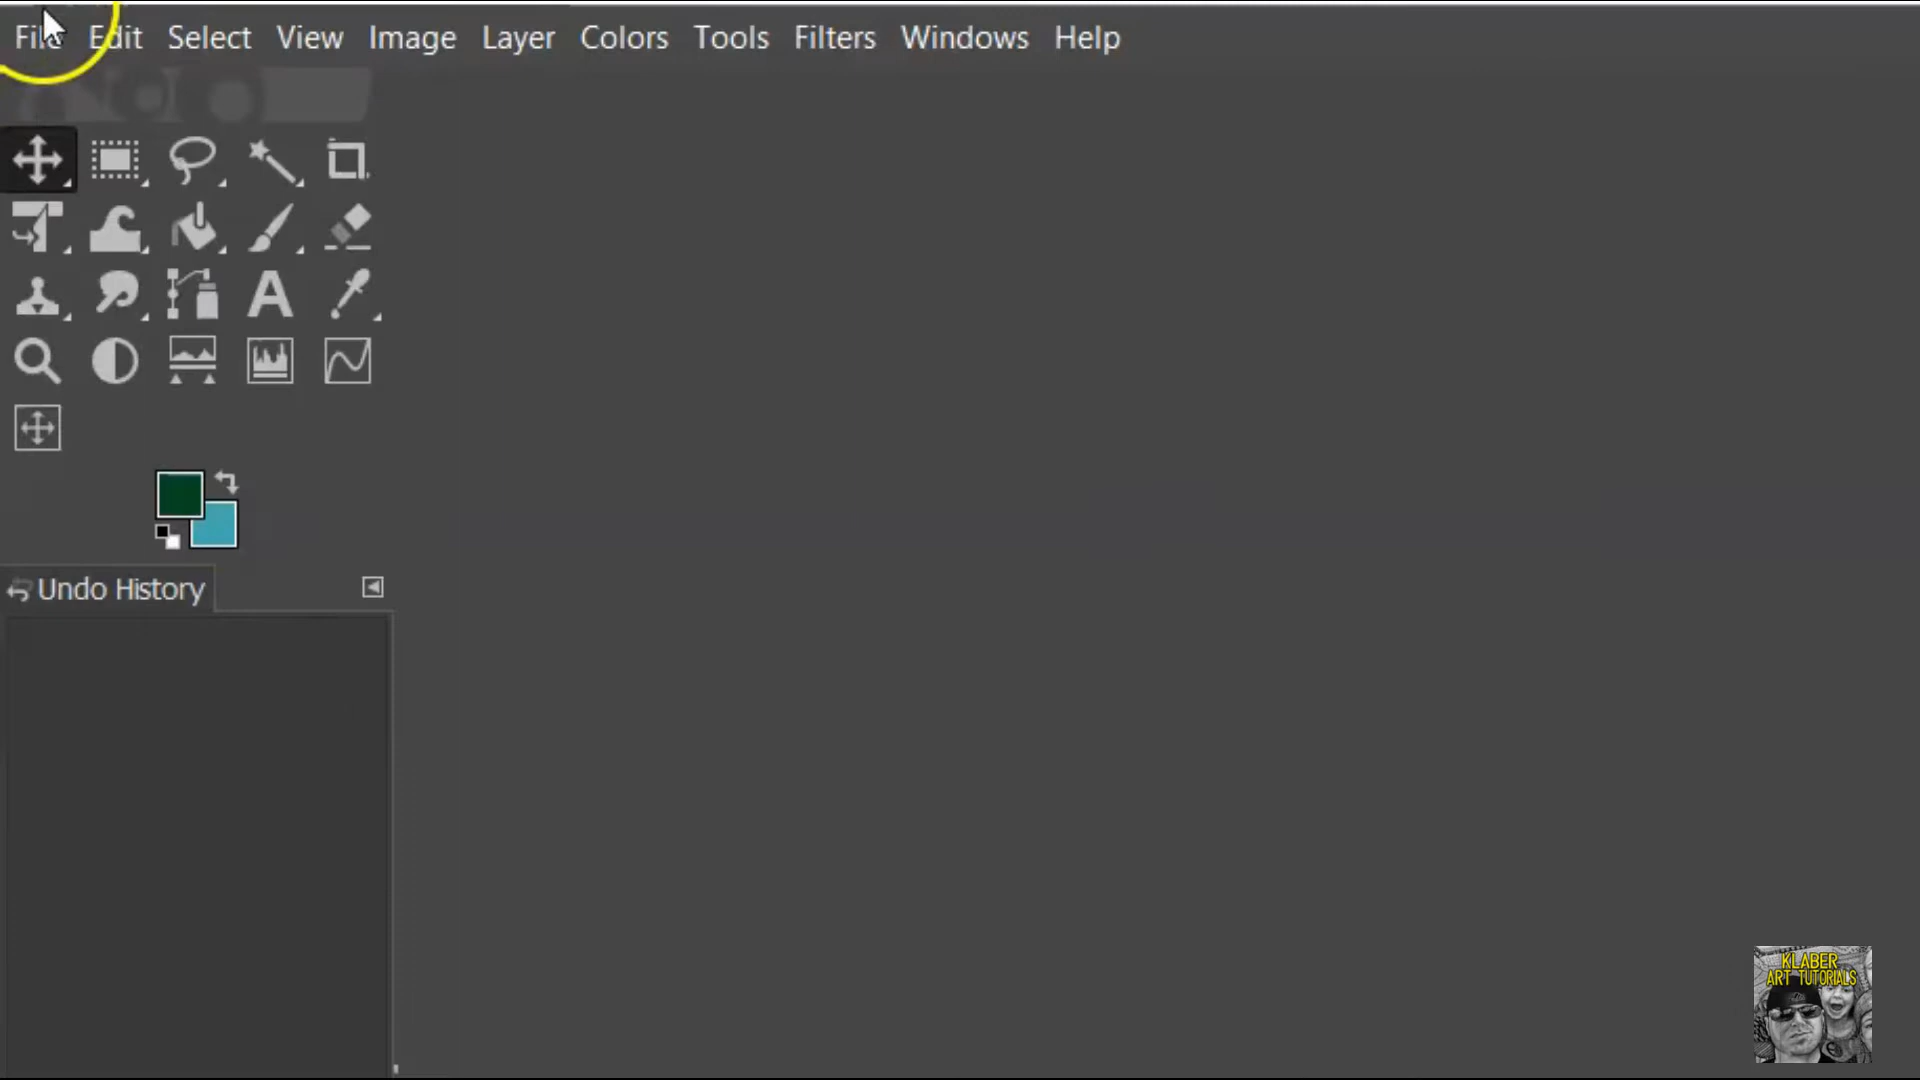 File Edit Select View Image Layer Colors Tools Filters Windows Help
A
Undo History
KLABER
ART TUTORIALS